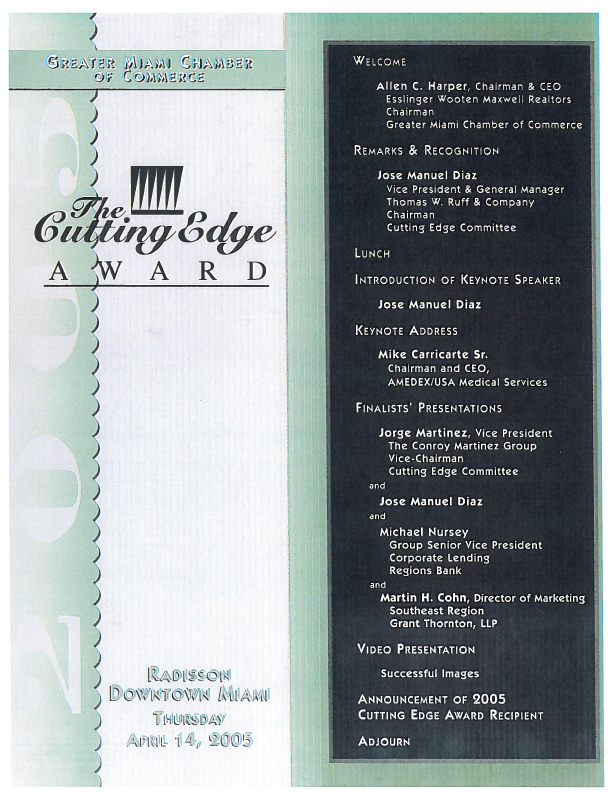 GREATER MIAMI CHAMBER
OF COMMERCE
2005
The
Cutting Edge
AWARD
RADISSON
DOWNTOWN MIAMI
THURSDAY
APRIL 14, 2005
WELCOME
Allen C. Harper, Chairman & CEO
Esslinger Wooten Maxwell Realtors
Chairman
Greater Miami Chamber of Commerce
REMARKS & RECOGNITION
Jose Manuel Diaz
Vice President & General Manager
Thomas W. Ruff & Company
Chairman
Cutting Edge Committee
LUNCH
INTRODUCTION OF KEYNOTE SPEAKER
Jose Manuel Diaz
KEYNOTE ADDRESS
Mike Carricarte Sr.
Chairman and CEO,
AMEDEX/USA Medical Services
FINALISTS' PRESENTATIONS
Jorge Martinez, Vice President
The Conroy Martinez Group
Vice-Chairman
Cutting Edge Committee
and
Jose Manuel Diaz
and
Michael Nursey
Group Senior Vice President
Corporate Lending
Regions Bank
and
Martin H. Cohn, Director of Marketing
Southeast Region
Grant Thornton, LLP
VIDEO PRESENTATION
Successful Images
ANNOUNCEMENT OF 2005
CUTTING EDGE AWARD RECIPIENT
ADJOURN